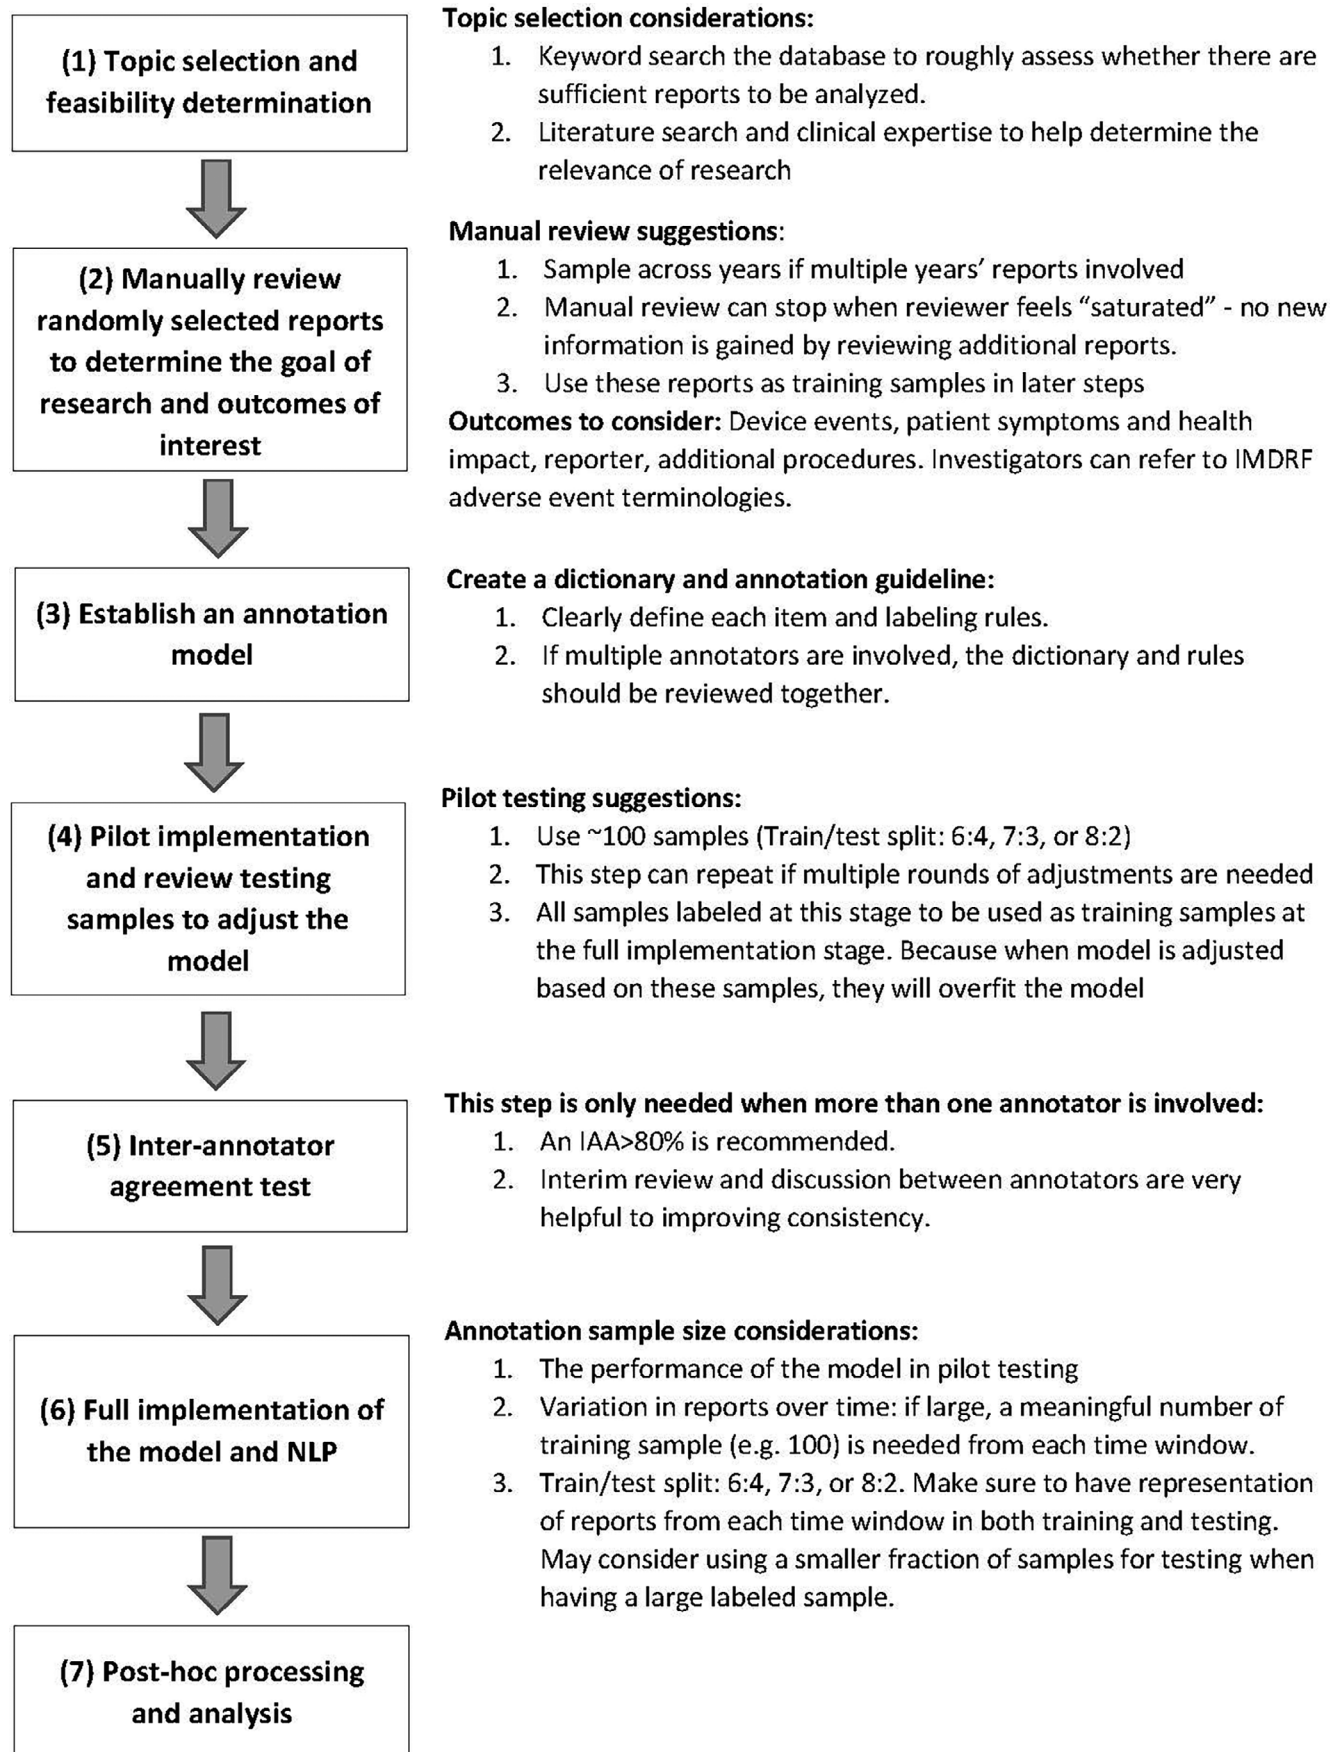 (1) Topic selection and
feasibility determination
Topic selection considerations:
1. Keyword search the database to roughly assess whether there are
sufficient reports to be analyzed.
2. Literature search and clinical expertise to help determine the
relevance of research
(2) Manually review
randomly selected reports
to determine the goal of
research and outcomes of
interest
Manual review suggestions:
1. Sample across years if multiple years’ reports involved
2. Manual review can stop when reviewer feels “saturated” - no new
information is gained by reviewing additional reports.
3. Use these reports as training samples in later steps
Outcomes to consider: Device events, patient symptoms and health
impact, reporter, additional procedures. Investigators can refer to IMDRF
adverse event terminologies.
(3) Establish an annotation
model
Create a dictionary and annotation guideline:
1. Clearly define each item and labeling rules.
2. If multiple annotators are involved, the dictionary and rules
should be reviewed together.
(4) Pilot implementation
and review testing
samples to adjust the
model
Pilot testing suggestions:
1. Use ~100 samples (Train/test split: 6:4, 7:3, or 8:2)
2. This step can repeat if multiple rounds of adjustments are needed
3. All samples labeled at this stage to be used as training samples at
the full implementation stage. Because when model is adjusted
based on these samples, they will overfit the model
(5) Inter-annotator
agreement test
This step is only needed when more than one annotator is involved:
1. An IAA>80% is recommended.
2. Interim review and discussion between annotators are very
helpful to improving consistency.
(6) Full implementation of
the model and NLP
Annotation sample size considerations:
1. The performance of the model in pilot testing
2. Variation in reports over time: if large, a meaningful number of
training sample (e.g. 100) is needed from each time window.
3. Train/test split: 6:4, 7:3, or 8:2. Make sure to have representation
of reports from each time window in both training and testing.
May consider using a smaller fraction of samples for testing when
having a large labeled sample.
(7) Post-hoc processing
and analysis